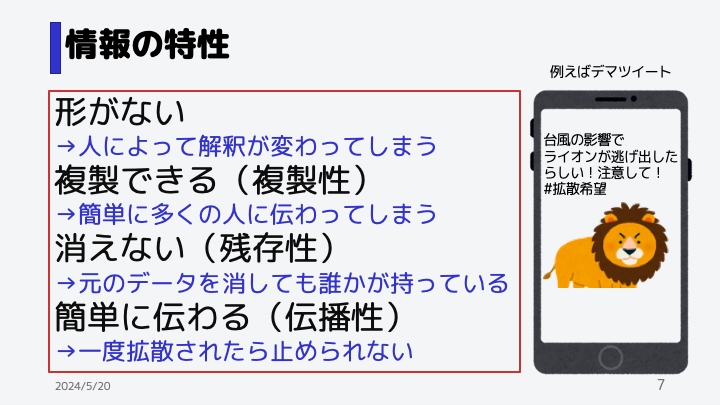 情報の特性
例えばデマツイート
形がない
→人によって解釈が変わってしまう
複製できる（複製性）
→簡単に多くの人に伝わってしまう
消えない（残存性）
→元のデータを消しても誰かが持っている
簡単に伝わる（伝播性）
→一度拡散されたら止められない
台風の影響で
ライオンが逃げ出した
らしい！注意して！
#拡散希望
2024/5/20
7